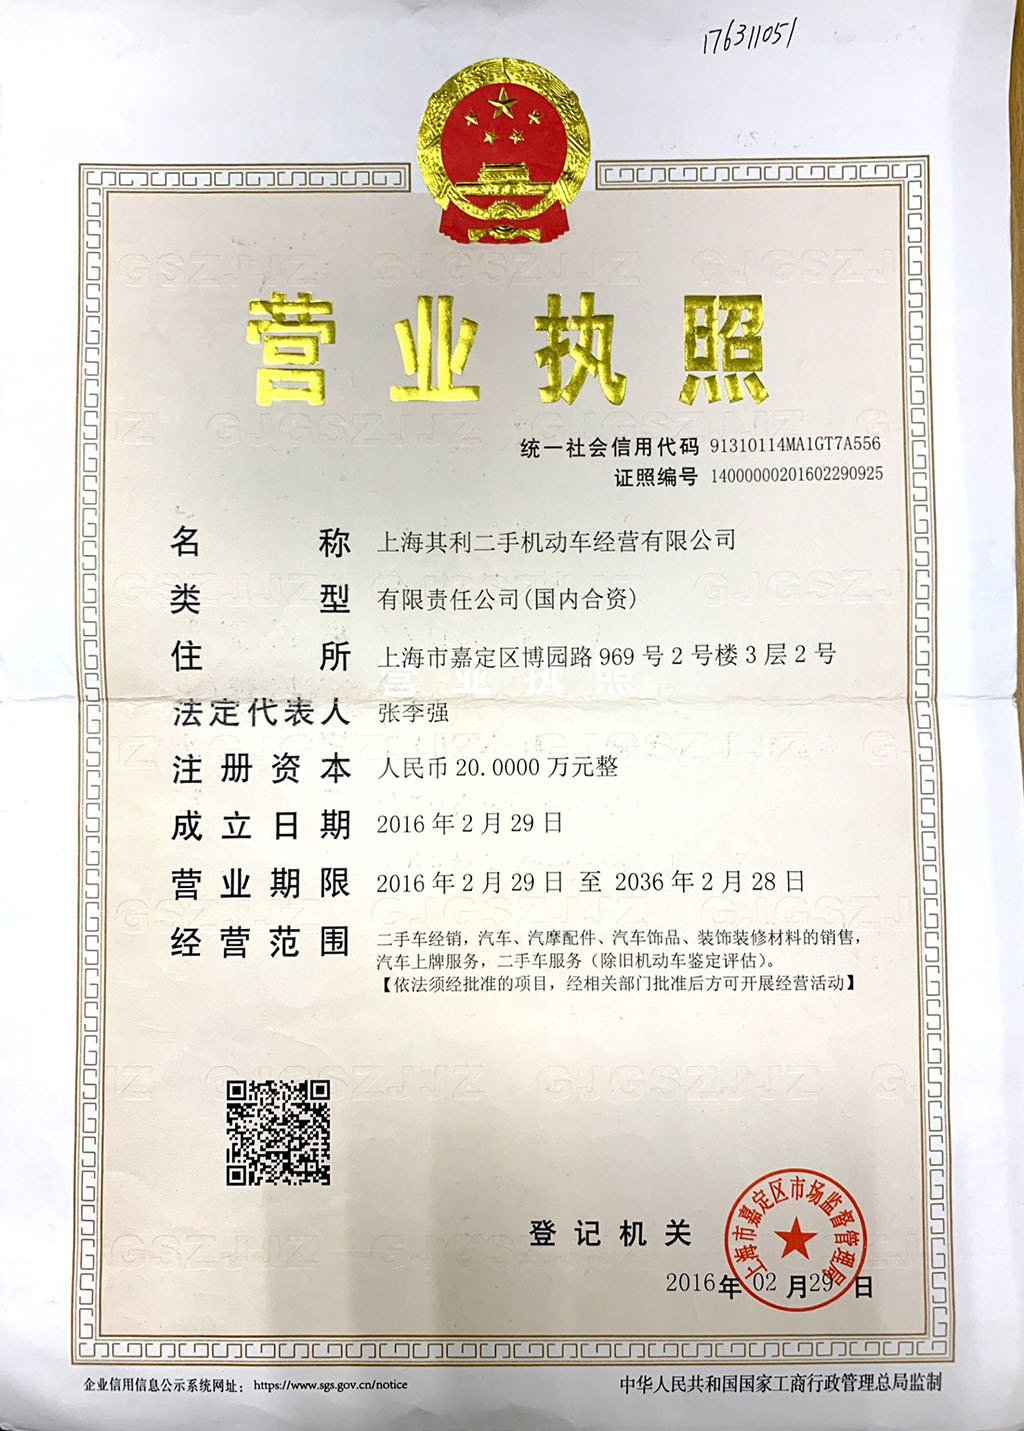 176311051
营业执照
统一社会信用代码 91310114MA1GT7A556
证照编号 14000000201602290925
名称 上海其利二手机动车经营有限公司
类型 有限责任公司(国内合资)
住所 上海市嘉定区博园路969号2号楼3层2号
营业执照
法定代表人 张李强
注册资本 人民币20.0000万元整
成立日期 2016年2月29日
营业期限 2016年2月29日 至 2036年2月28日
经营范围 二手车经销，汽车、汽摩配件、汽车饰品、装饰装修材料的销售，
汽车上牌服务，二手车服务（除旧机动车鉴定评估）。
【依法须经批准的项目，经相关部门批准后方可开展经营活动】
登记机关
上海市嘉定区市场监督管理局
2016年02月29日
企业信用信息公示系统网址：https://www.sgs.gov.cn/notice
中华人民共和国国家工商行政管理总局监制